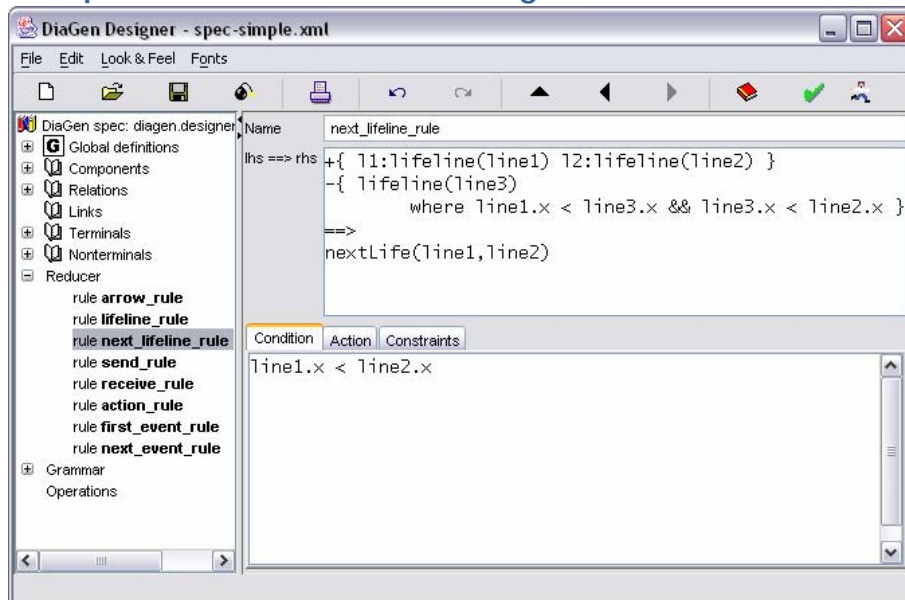 DiaGen Designer - spec-simple.xml
File Edit Look & Feel Fonts
DiaGen spec: diagen.designer
G Global definitions
Components
Relations
Links
Terminals
Nonterminals
Reducer
rule arrow_rule
rule lifeline_rule
rule next_lifeline_rule
rule send_rule
rule receive_rule
rule action_rule
rule first_event_rule
rule next_event_rule
Grammar
Operations
Name next_lifeline_rule
lhs ==> rhs
+{ l1:lifeline(line1) l2:lifeline(line2) }
-{ lifeline(line3)
where line1.x < line3.x && line3.x < line2.x }
==>
nextLife(line1,line2)
Condition Action Constraints
line1.x < line2.x